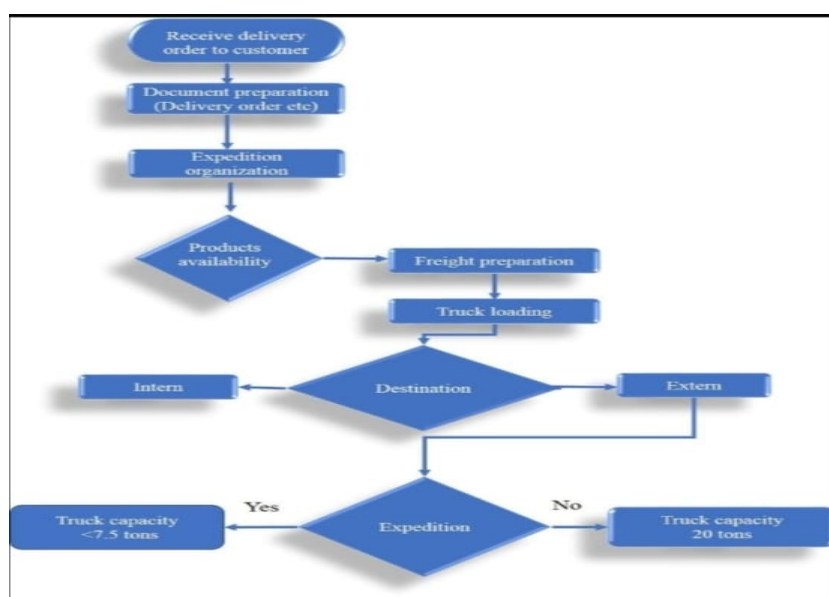 Receive delivery
order to customer
Document preparation
(Delivery order etc)
Expedition
organization
Products
availability
Freight preparation
Truck loading
Intern
Destination
Extern
Yes
No
Truck capacity
<7.5 tons
Expedition
Truck capacity
20 tons